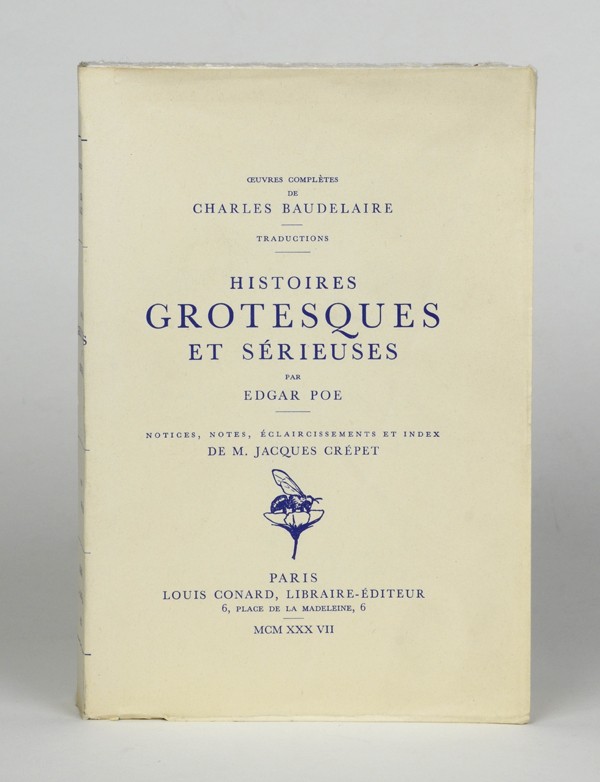 ŒUVRES COMPLÈTES
DE
CHARLES BAUDELAIRE
TRADUCTIONS
HISTOIRES
GROTESQUES
ET SÉRIEUSES
PAR
EDGAR POE
NOTICES, NOTES, ÉCLAIRCISSEMENTS ET INDEX
DE M. JACQUES CRÉPET
PARIS
LOUIS CONARD, LIBRAIRE-ÉDITEUR
6, PLACE DE LA MADELEINE, 6
MCM XXX VII